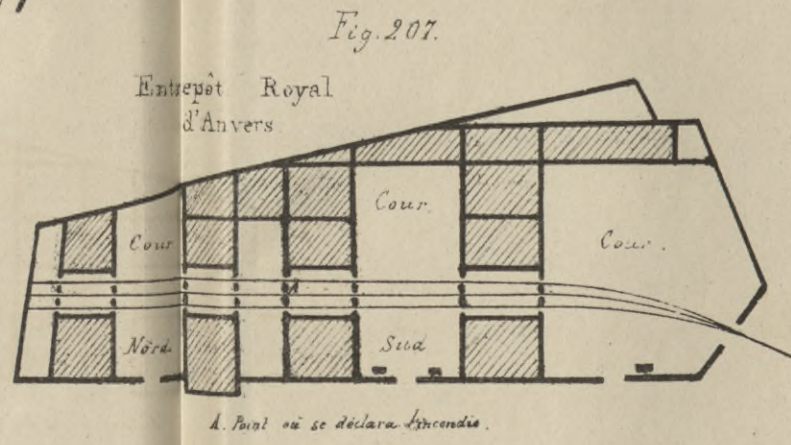 Fig. 207.
Entrepôt Royal
d'Anvers
Cour
Cour
Cour.
A
Nord
Sud
A. Point où se déclara l'incendie.